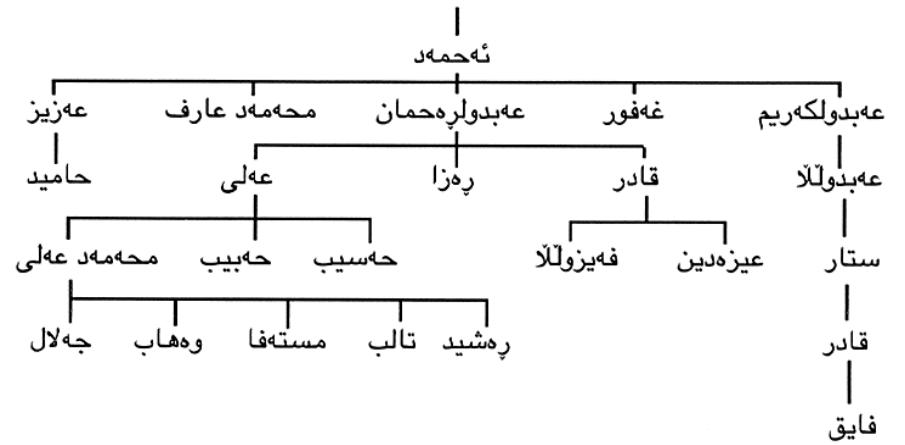 ئەحمەد
عەبدولکەریم غەفور عەبدولڕەحمان محەمەد عارف عەزیز
عەبدوڵڵا قادر ڕەزا عەلی حامید
ستار عیزەدین فەیزوڵڵا حەسیب حەبیب محەمەد عەلی
قادر ڕەشید تالب مستەفا وەهاب جەلال
فایق